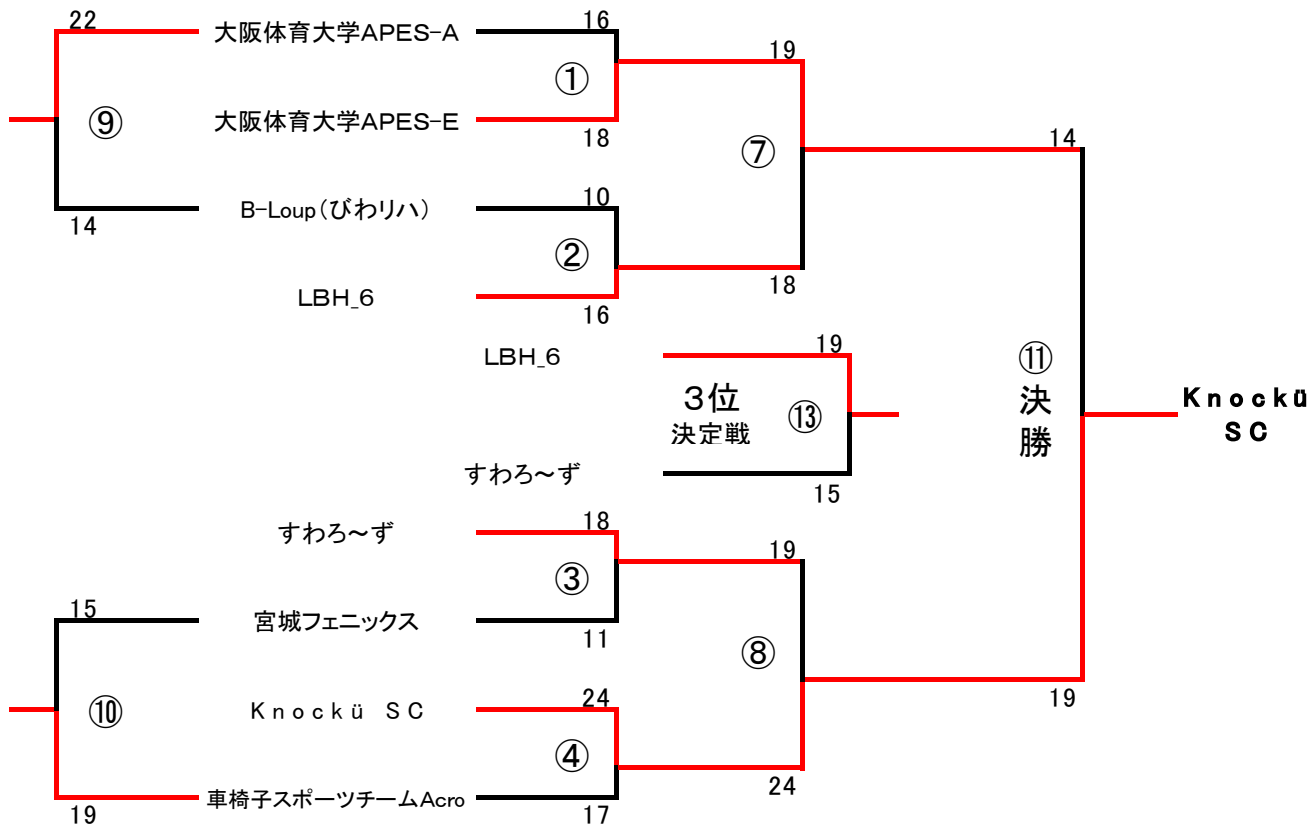 22
大阪体育大学APES-A
16
19
①
⑨
大阪体育大学APES-E
18
⑦
14
14
B-Loup(びわリハ)
10
②
LBH_6
16
18
LBH_6
19
⑪
決
勝
3位
決定戦
⑬
Knockü
SC
すわろ～ず
15
すわろ～ず
18
19
③
15
宮城フェニックス
11
⑧
⑩
Knockü SC
24
19
④
車椅子スポーツチームAcro
19
17
24